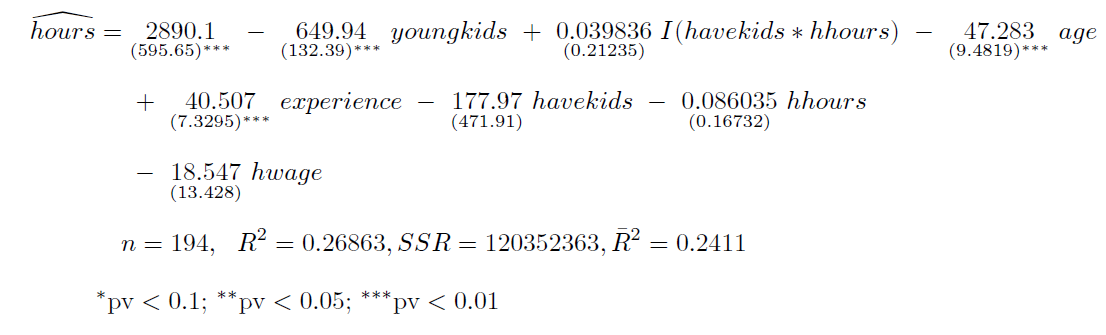 \widehat{hours} = 2890.1 − 649.94 youngkids + 0.039836 I(havekids * hhours) − 47.283 age
(595.65)*** (132.39)*** (0.21235) (9.4819)***
+ 40.507 experience − 177.97 havekids − 0.086035 hhours
(7.3295)*** (471.91) (0.16732)
− 18.547 hwage
(13.428)
n = 194, R² = 0.26863, SSR = 120352363, R̄² = 0.2411
*pv < 0.1; **pv < 0.05; ***pv < 0.01